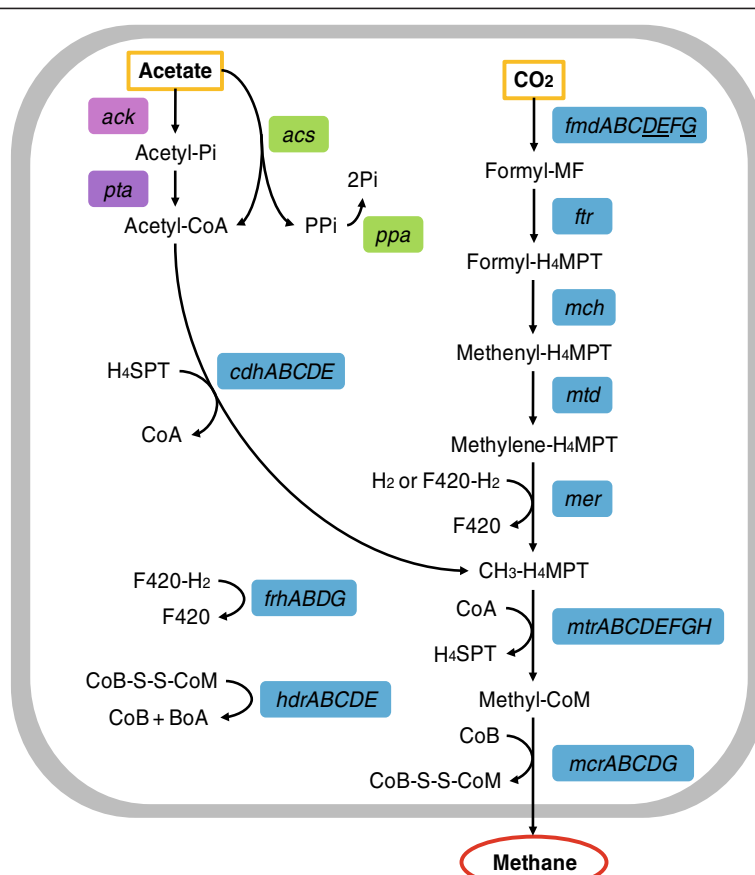 Acetate
ack
Acetyl-Pi
pta
Acetyl-CoA
acs
2Pi
PPi
ppa
H4SPT
cdhABCDE
CoA
F420-H2
frhABDG
F420
CoB-S-S-CoM
hdrABCDE
CoB + BoA
CO2
fmdABCDEFG
Formyl-MF
ftr
Formyl-H4MPT
mch
Methenyl-H4MPT
mtd
Methylene-H4MPT
H2 or F420-H2
mer
F420
CH3-H4MPT
CoA
mtrABCDEFGH
H4SPT
Methyl-CoM
CoB
mcrABCDG
CoB-S-S-CoM
Methane